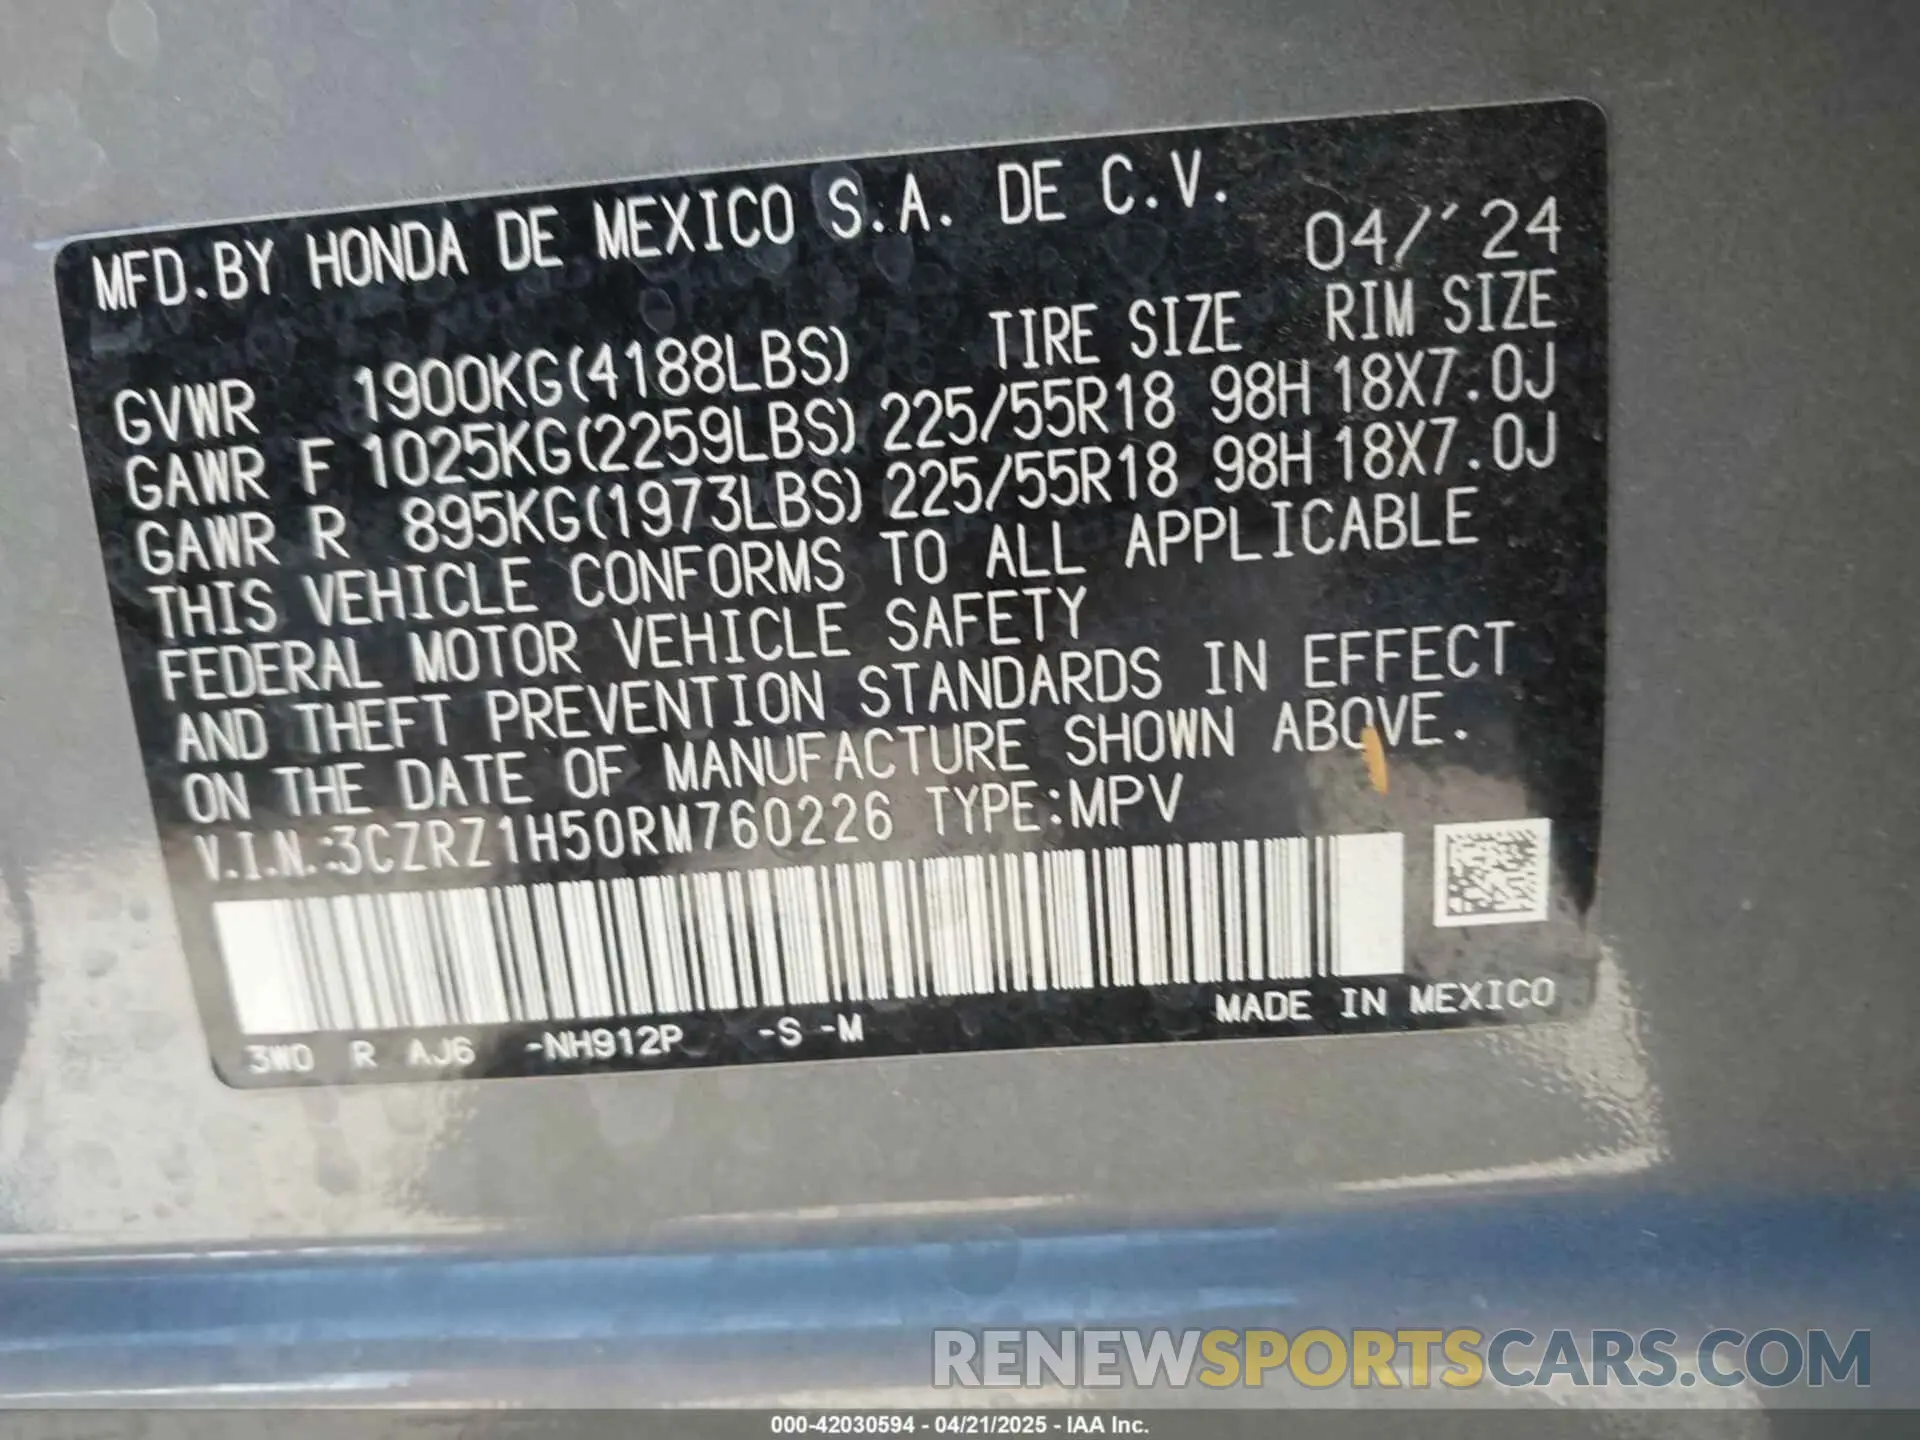 MFD.BY HONDA DE MEXICO S.A. DE C.V.
04/'24
TIRE SIZE RIM SIZE
GVWR 1900KG(4188LBS)
GAWR F 1025KG(2259LBS) 225/55R18 98H 18X7.0J
GAWR R 895KG(1973LBS) 225/55R18 98H 18X7.0J
THIS VEHICLE CONFORMS TO ALL APPLICABLE
FEDERAL MOTOR VEHICLE SAFETY
AND THEFT PREVENTION STANDARDS IN EFFECT
ON THE DATE OF MANUFACTURE SHOWN ABOVE.
V.I.N.:3CZRZ1H50RM760226 TYPE:MPV
3W0 R AJ6 -NH912P -S -M MADE IN MEXICO
RENEWSPORTSCARS.COM
000-42030594 - 04/21/2025 - IAA Inc.